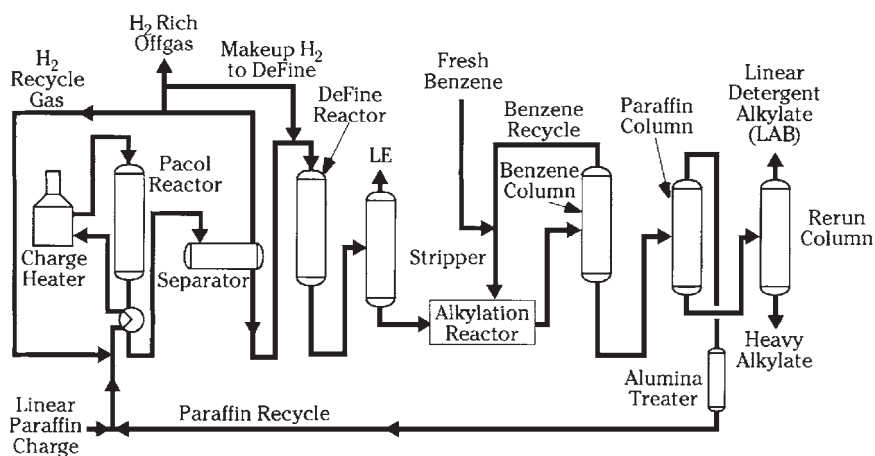 H2 Rich
Offgas
H2
Recycle
Gas
Makeup H2
to DeFine
DeFine
Reactor
Fresh
Benzene
Benzene
Recycle
Paraffin
Column
Linear
Detergent
Alkylate
(LAB)
Pacol
Reactor
LE
Benzene
Column
Charge
Heater
Separator
Stripper
Rerun
Column
Alkylation
Reactor
Heavy
Alkylate
Alumina
Treater
Linear
Paraffin
Charge
Paraffin Recycle